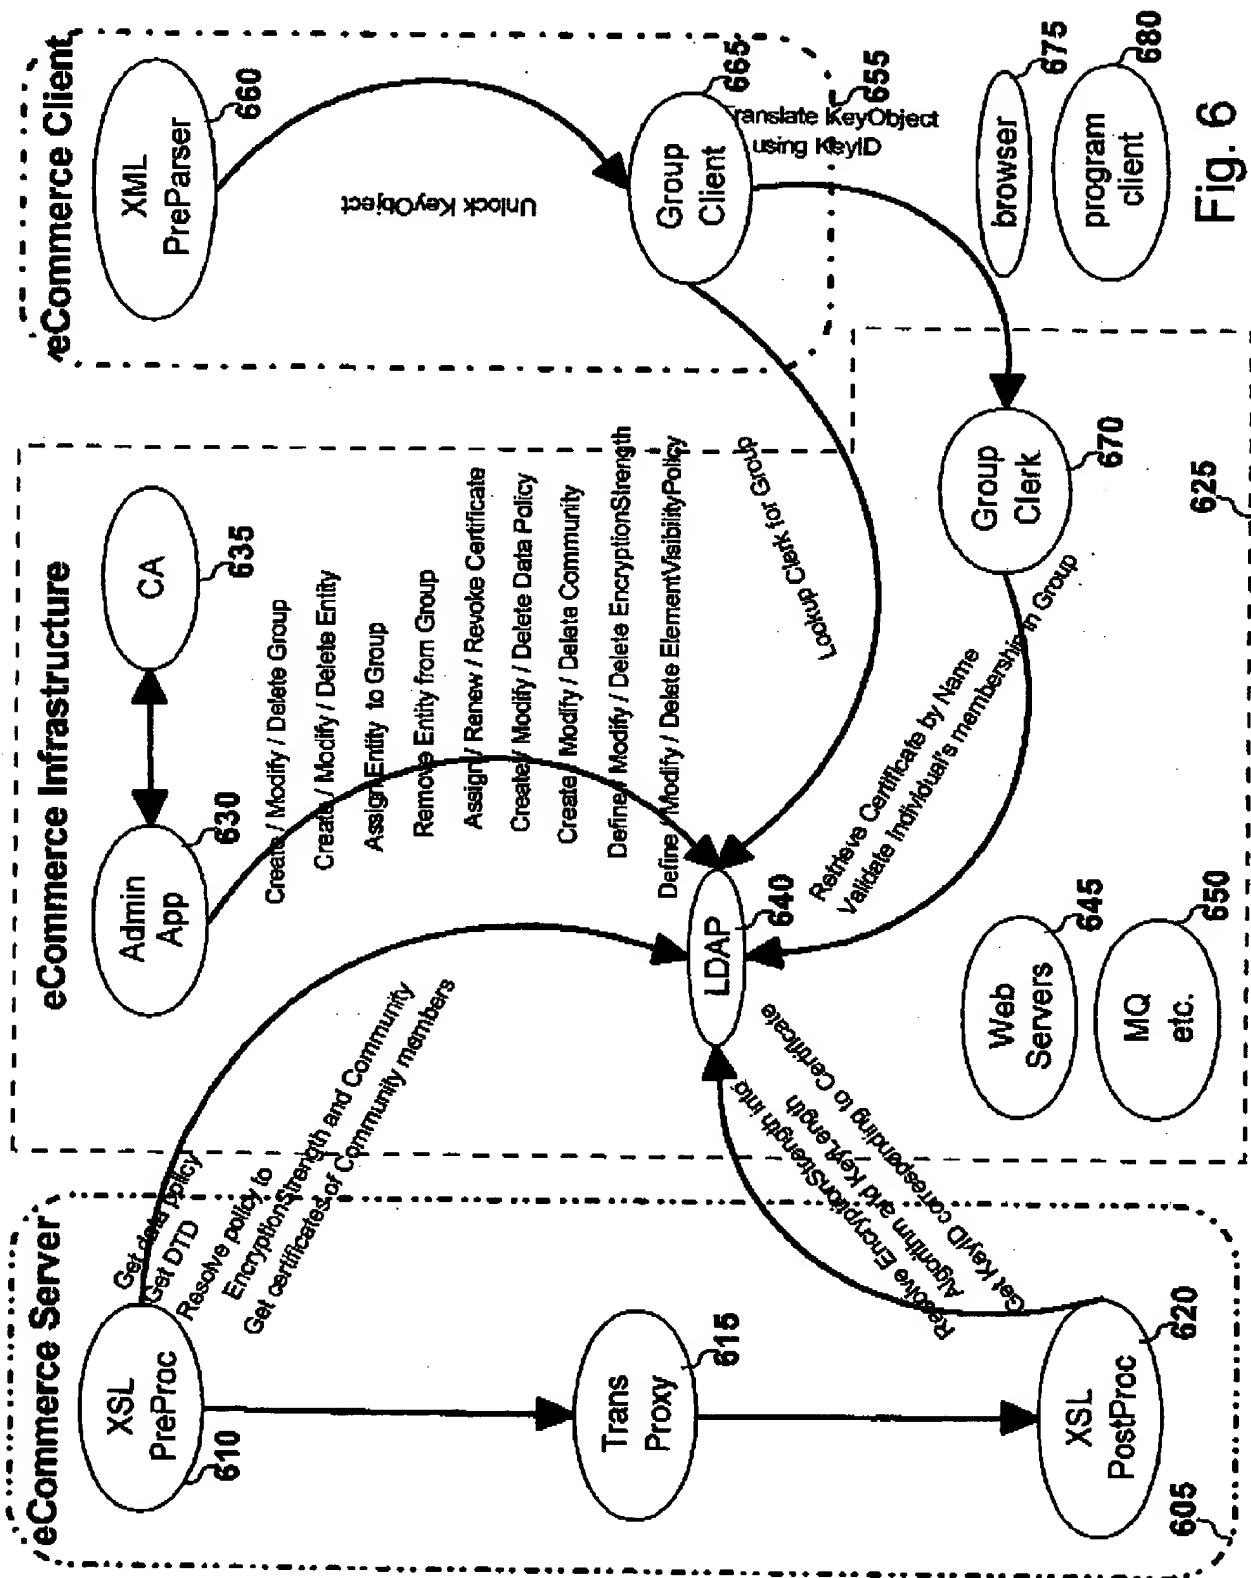 eCommerce Server
XSL
PreProc
610
Trans
Proxy
615
XSL
PostProc
620
605
Get data policy
Get DTD
Resolve policy to
EncryptionStrength and Community
Get certificates of Community members
Resolve EncryptionStrength into
Algorithm and KeyLength
Get KeyID corresponding to Certificate
eCommerce Infrastructure
Admin
App
630
CA
635
Create / Modify / Delete Group
Create / Modify / Delete Entity
Assign Entity to Group
Remove Entity from Group
Assign / Renew / Revoke Certificate
Create / Modify / Delete Data Policy
Create / Modify / Delete Community
Define / Modify / Delete EncryptionStrength
Define / Modify / Delete ElementVisibilityPolicy
LDAP
640
Lookup Clerk for Group
Retrieve Certificate by Name
Validate Individual's membership in Group
Web
Servers
645
MQ
etc.
650
Group
Clerk
670
625
eCommerce Client
XML
PreParser
660
Unlock KeyObject
Group
Client
665
655
Translate KeyObject
using KeyID
browser
675
program
client
680
Fig. 6